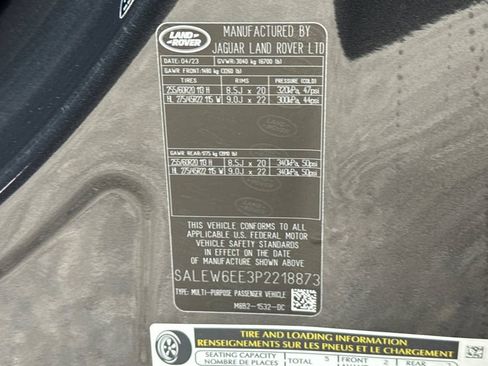 LAND
ROVER
MANUFACTURED BY
JAGUAR LAND ROVER LTD
DATE: 04/23 GVWR: 3040 kg (6700 lb)
GAWR FRONT: 1480 kg (3260 lb)
TIRES RIMS PRESSURE (COLD)
255/60R20 113 H 8.5J x 20 320kPa, 47psi
HL 275/45R22 115 W 9.0J x 22 300kPa, 44psi
GAWR REAR: 1775 kg (3910 lb)
255/60R20 113 H 8.5J x 20 340kPa, 50psi
HL 275/45R22 115 W 9.0J x 22 340kPa, 50psi
THIS VEHICLE CONFORMS TO ALL
APPLICABLE U.S. FEDERAL MOTOR
VEHICLE SAFETY STANDARDS
IN EFFECT ON THE DATE
OF MANUFACTURE SHOWN ABOVE.
SALEW6EE3P2218873
TYPE: MULTI-PURPOSE PASSENGER VEHICLE
M8B2-1532-DC
TIRE AND LOADING INFORMATION
RENSEIGNEMENTS SUR LES PNEUS ET LE CHARGEMENT
SEATING CAPACITY TOTAL 5 FRONT 2 REAR
NOMBRE DE PLACES